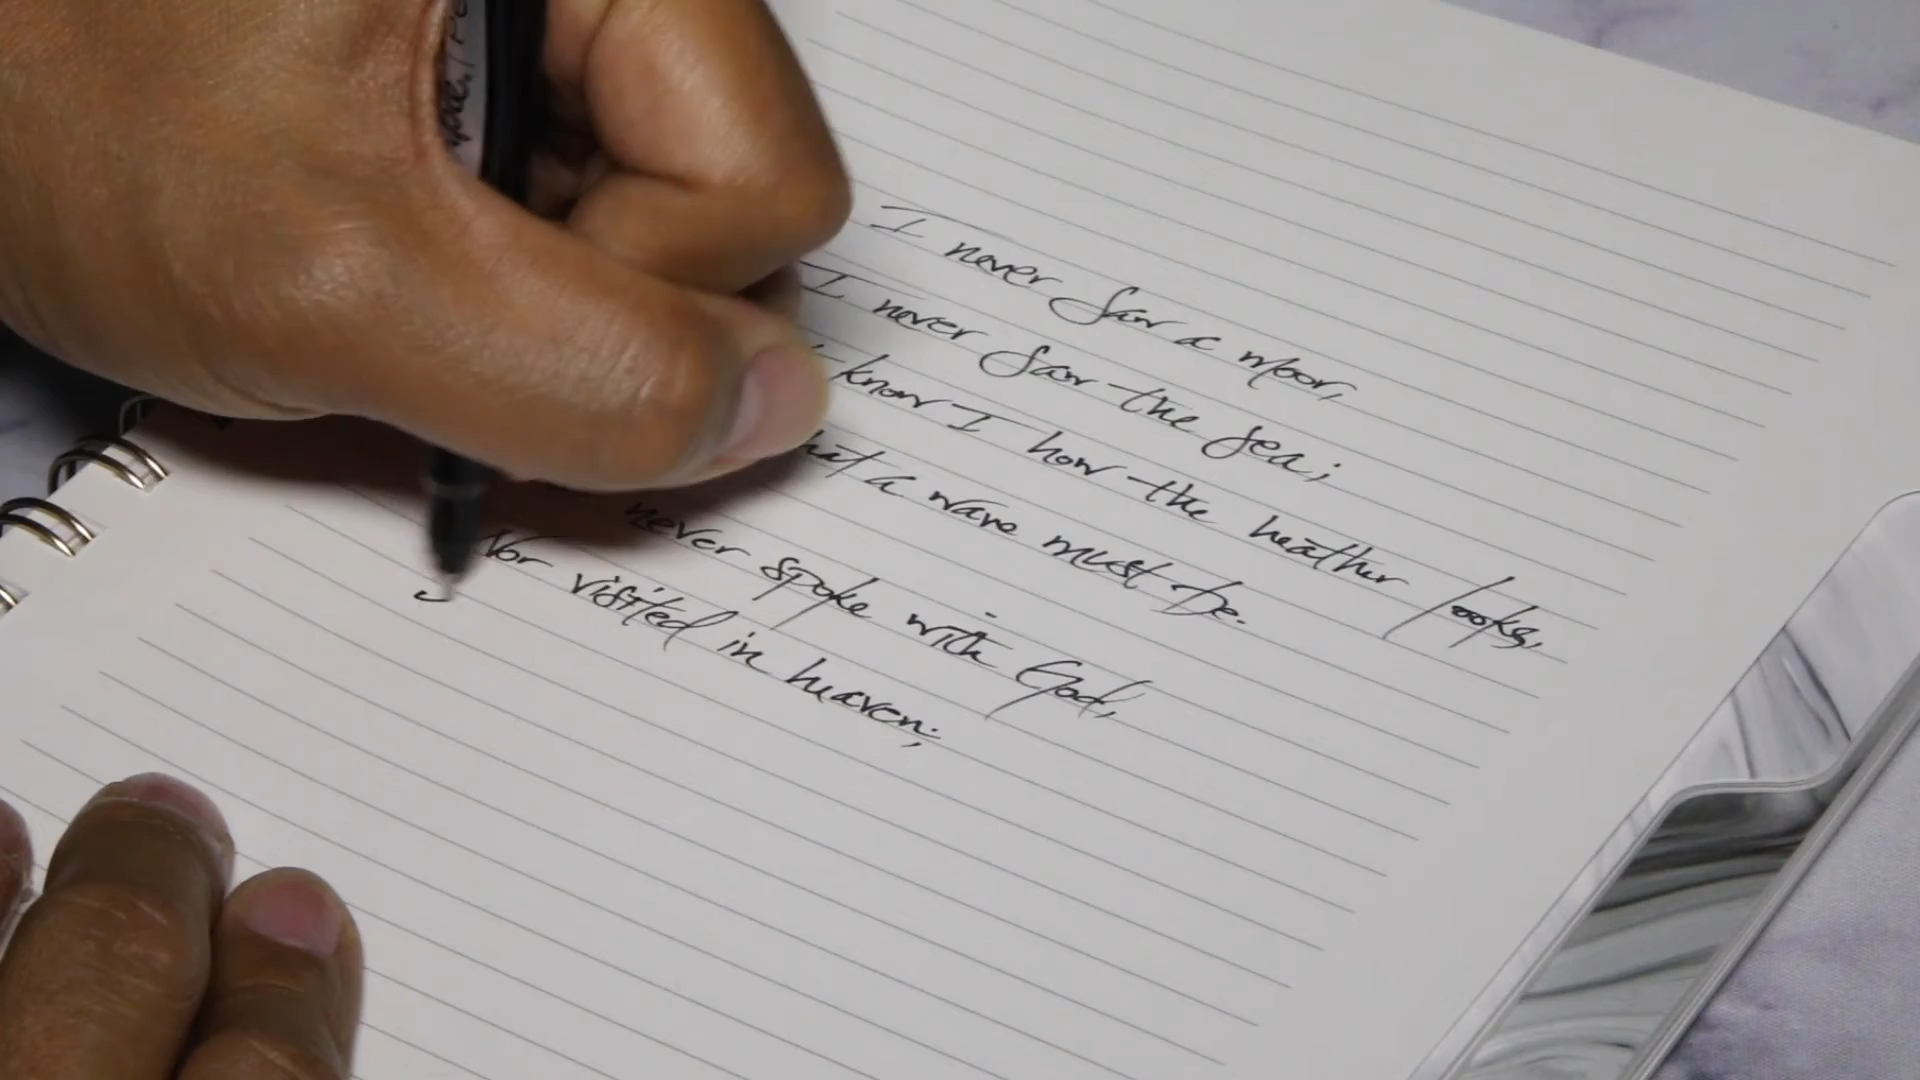 I never saw a moor,
I never saw the sea;
know I how the heather looks,
hat a wave must be.
never spoke with God,
Nor visited in heaven;